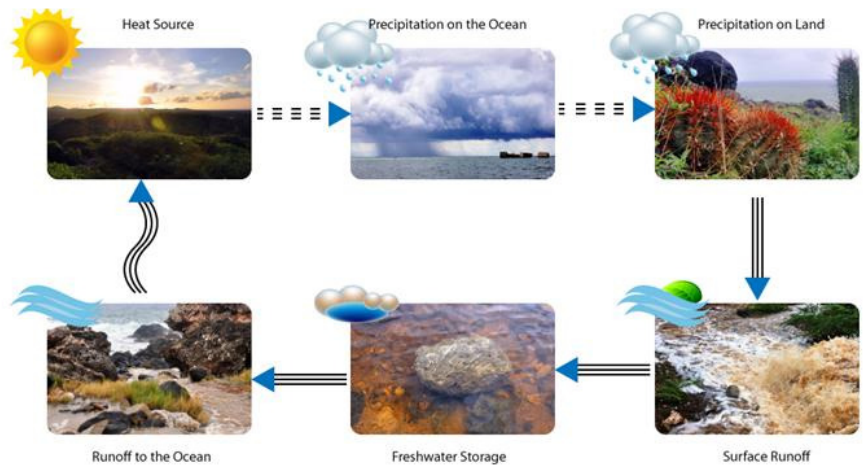 Heat Source
Precipitation on the Ocean
Precipitation on Land
Runoff to the Ocean
Freshwater Storage
Surface Runoff